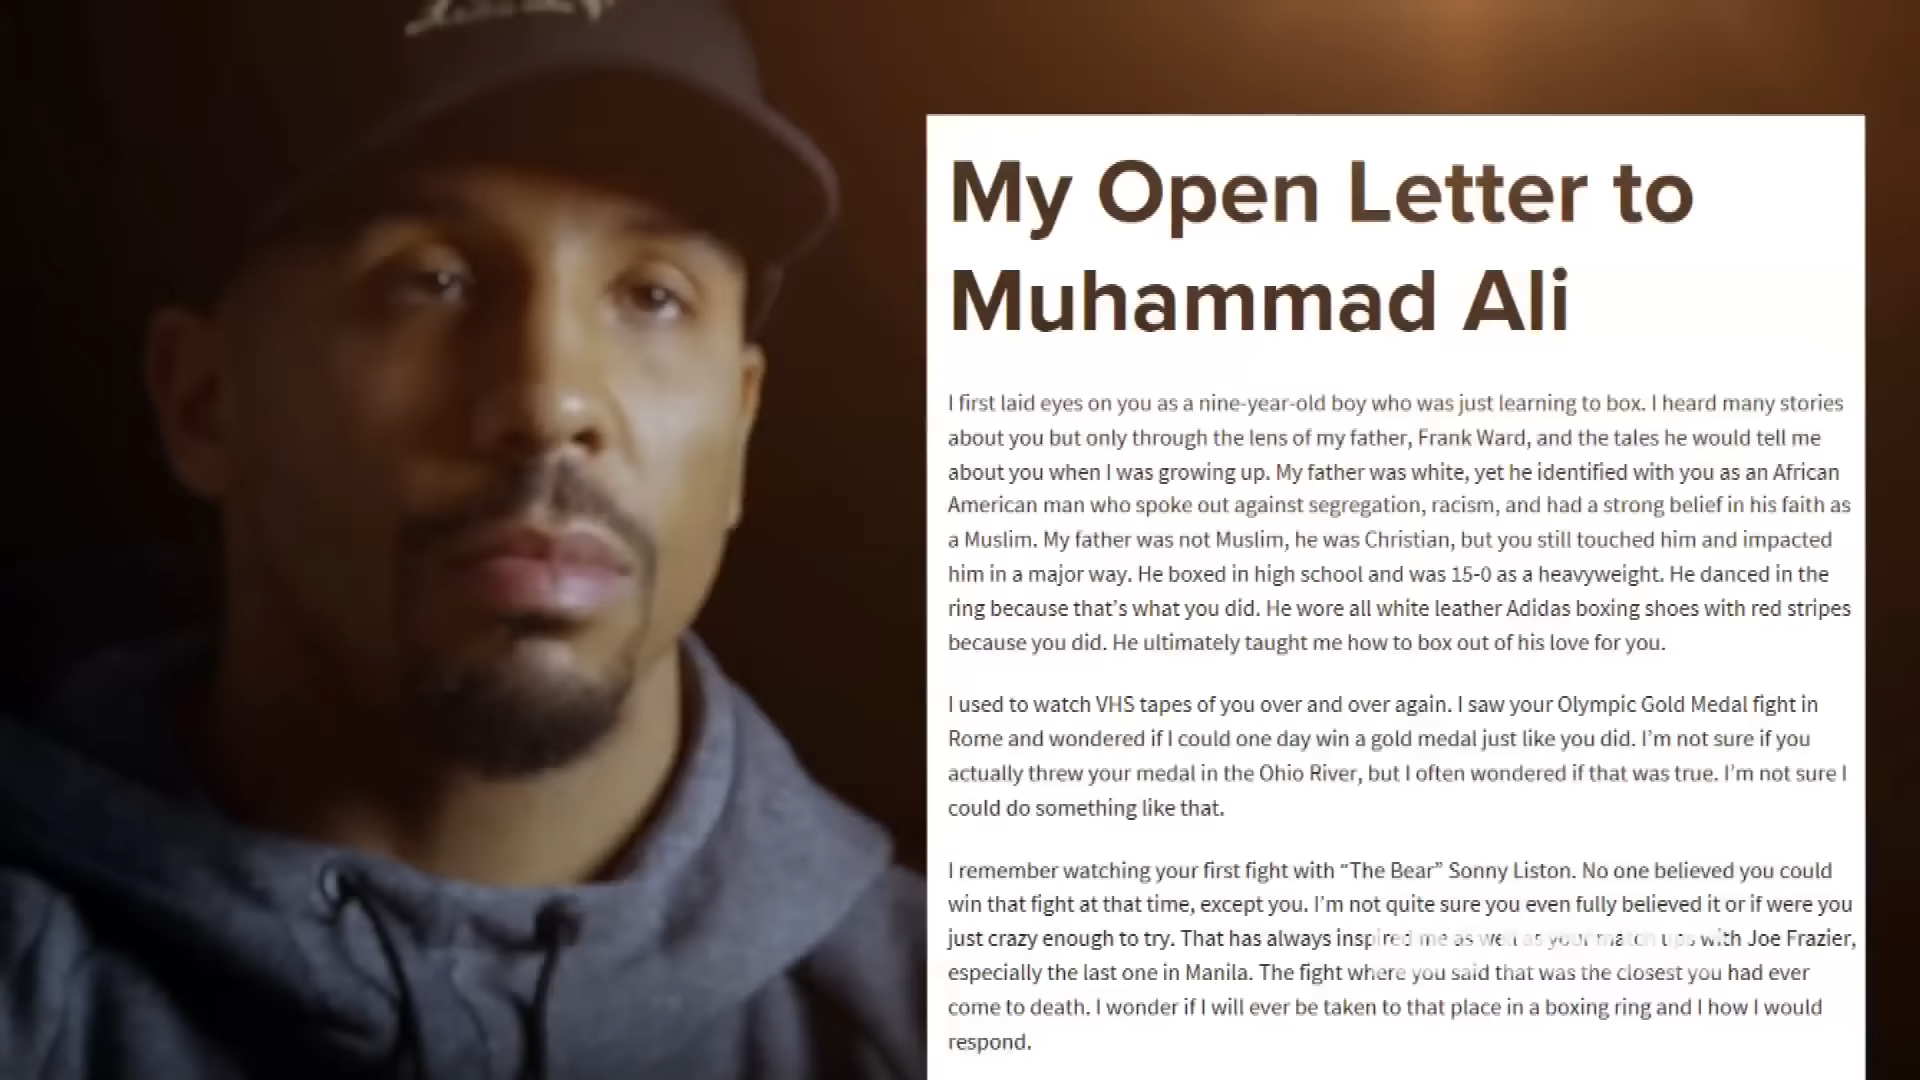 My Open Letter to
Muhammad Ali
I first laid eyes on you as a nine-year-old boy who was just learning to box. I heard many stories
about you but only through the lens of my father, Frank Ward, and the tales he would tell me
about you when I was growing up. My father was white, yet he identified with you as an African
American man who spoke out against segregation, racism, and had a strong belief in his faith as
a Muslim. My father was not Muslim, he was Christian, but you still touched him and impacted
him in a major way. He boxed in high school and was 15-0 as a heavyweight. He danced in the
ring because that’s what you did. He wore all white leather Adidas boxing shoes with red stripes
because you did. He ultimately taught me how to box out of his love for you.
I used to watch VHS tapes of you over and over again. I saw your Olympic Gold Medal fight in
Rome and wondered if I could one day win a gold medal just like you did. I’m not sure if you
actually threw your medal in the Ohio River, but I often wondered if that was true. I’m not sure I
could do something like that.
I remember watching your first fight with “The Bear” Sonny Liston. No one believed you could
win that fight at that time, except you. I’m not quite sure you even fully believed it or if were you
just crazy enough to try. That has always inspired me as well as your match ups with Joe Frazier,
especially the last one in Manila. The fight where you said that was the closest you had ever
come to death. I wonder if I will ever be taken to that place in a boxing ring and I how I would
respond.